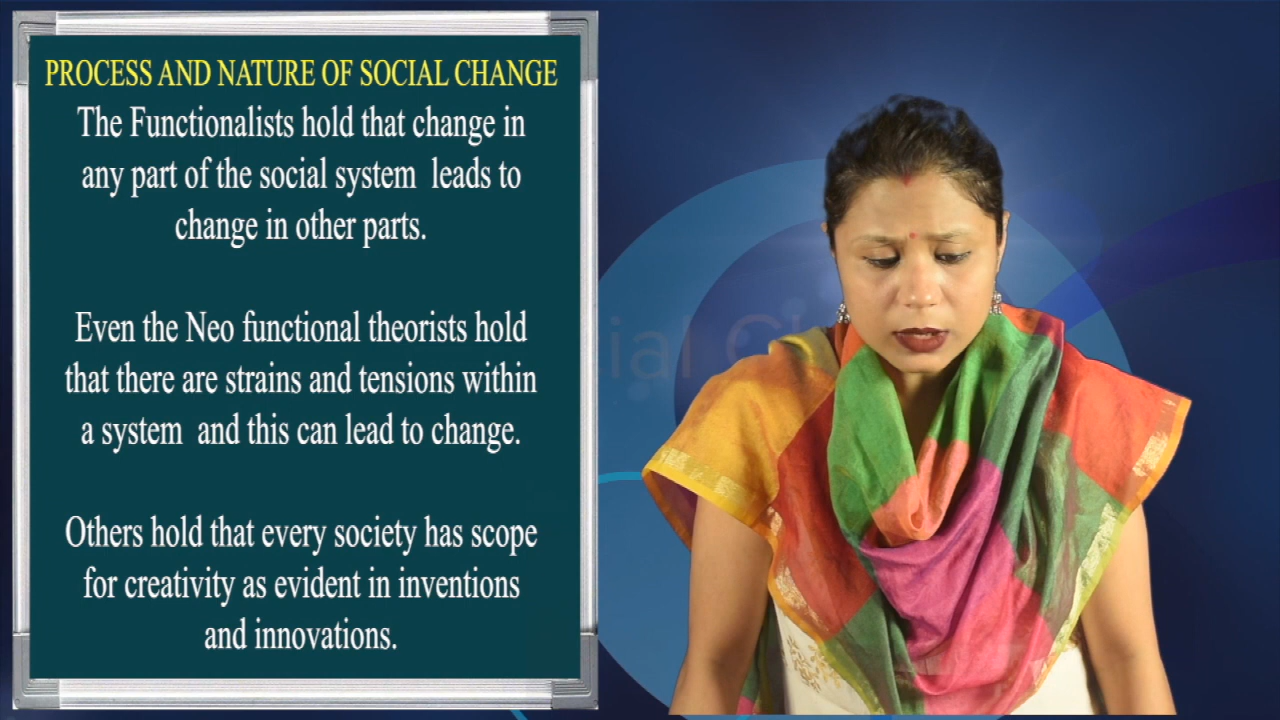 PROCESS AND NATURE OF SOCIAL CHANGE
The Functionalists hold that change in
any part of the social system leads to
change in other parts.
Even the Neo functional theorists hold
that there are strains and tensions within
a system and this can lead to change.
Others hold that every society has scope
for creativity as evident in inventions
and innovations.